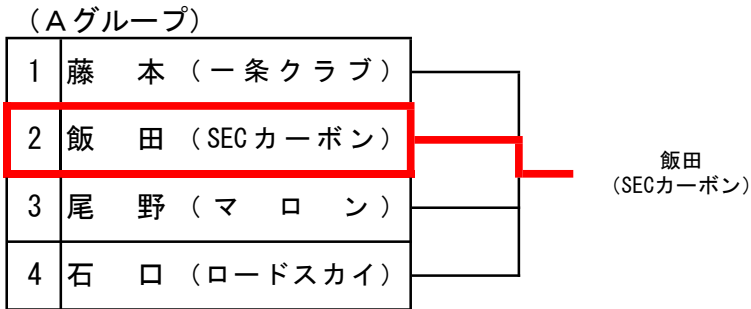 （Aグループ）
1 藤 本 （一条クラブ）
2 飯 田 （SECカーボン）
3 尾 野 （マ ロ ン）
4 石 口 （ロードスカイ）
飯田
（SECカーボン）